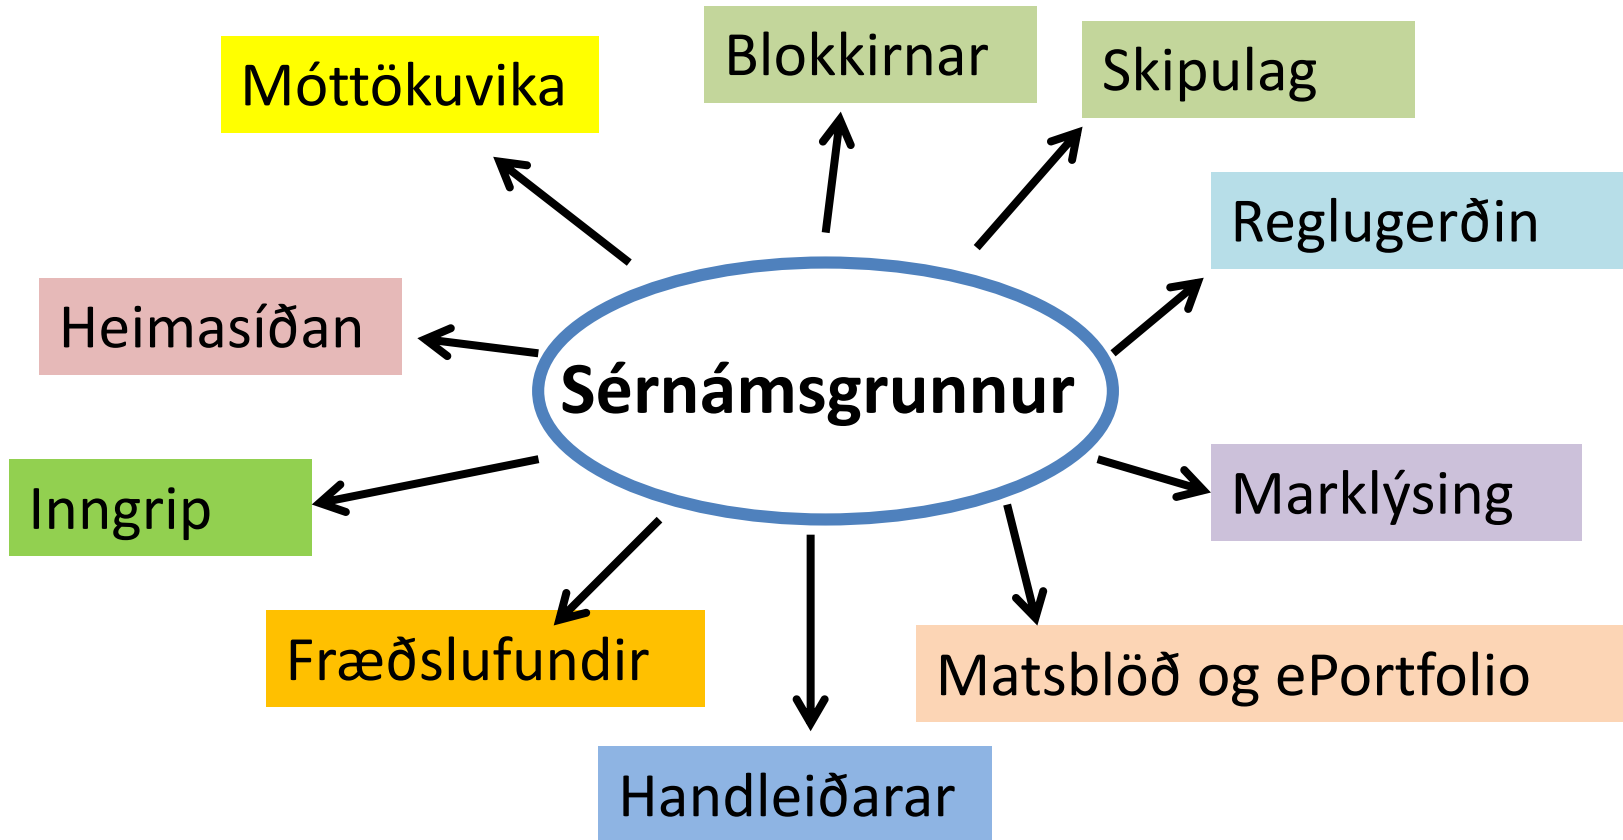 Móttökuvika
Blokkirnar
Skipulag
Reglugerðin
Heimasíðan
Sérnámsgrunnur
Inngrip
Marklýsing
Fræðslufundir
Matsblöð og ePortfolio
Handleiðarar